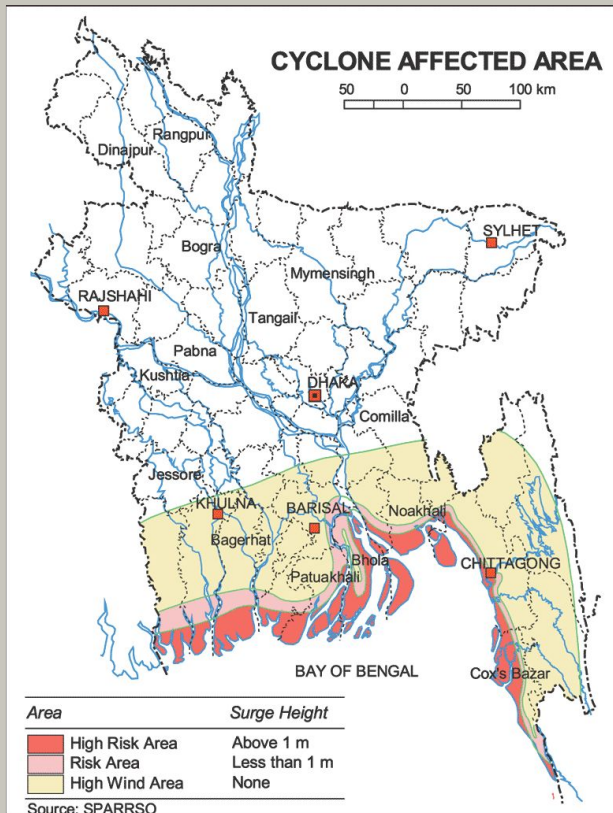 CYCLONE AFFECTED AREA
50 0 50 100 km
Rangpur
Dinajpur
SYLHET
Bogra
Mymensingh
RAJSHAHI
Tangail
Pabna
Kushtia
DHAKA
Comilla
Jessore
KHULNA
BARISAL
Noakhali
Bagerhat
Bhola
CHITTAGONG
Patuakhali
BAY OF BENGAL
Cox's Bazar
Area Surge Height
High Risk Area Above 1 m
Risk Area Less than 1 m
High Wind Area None
Source: SPARRSO